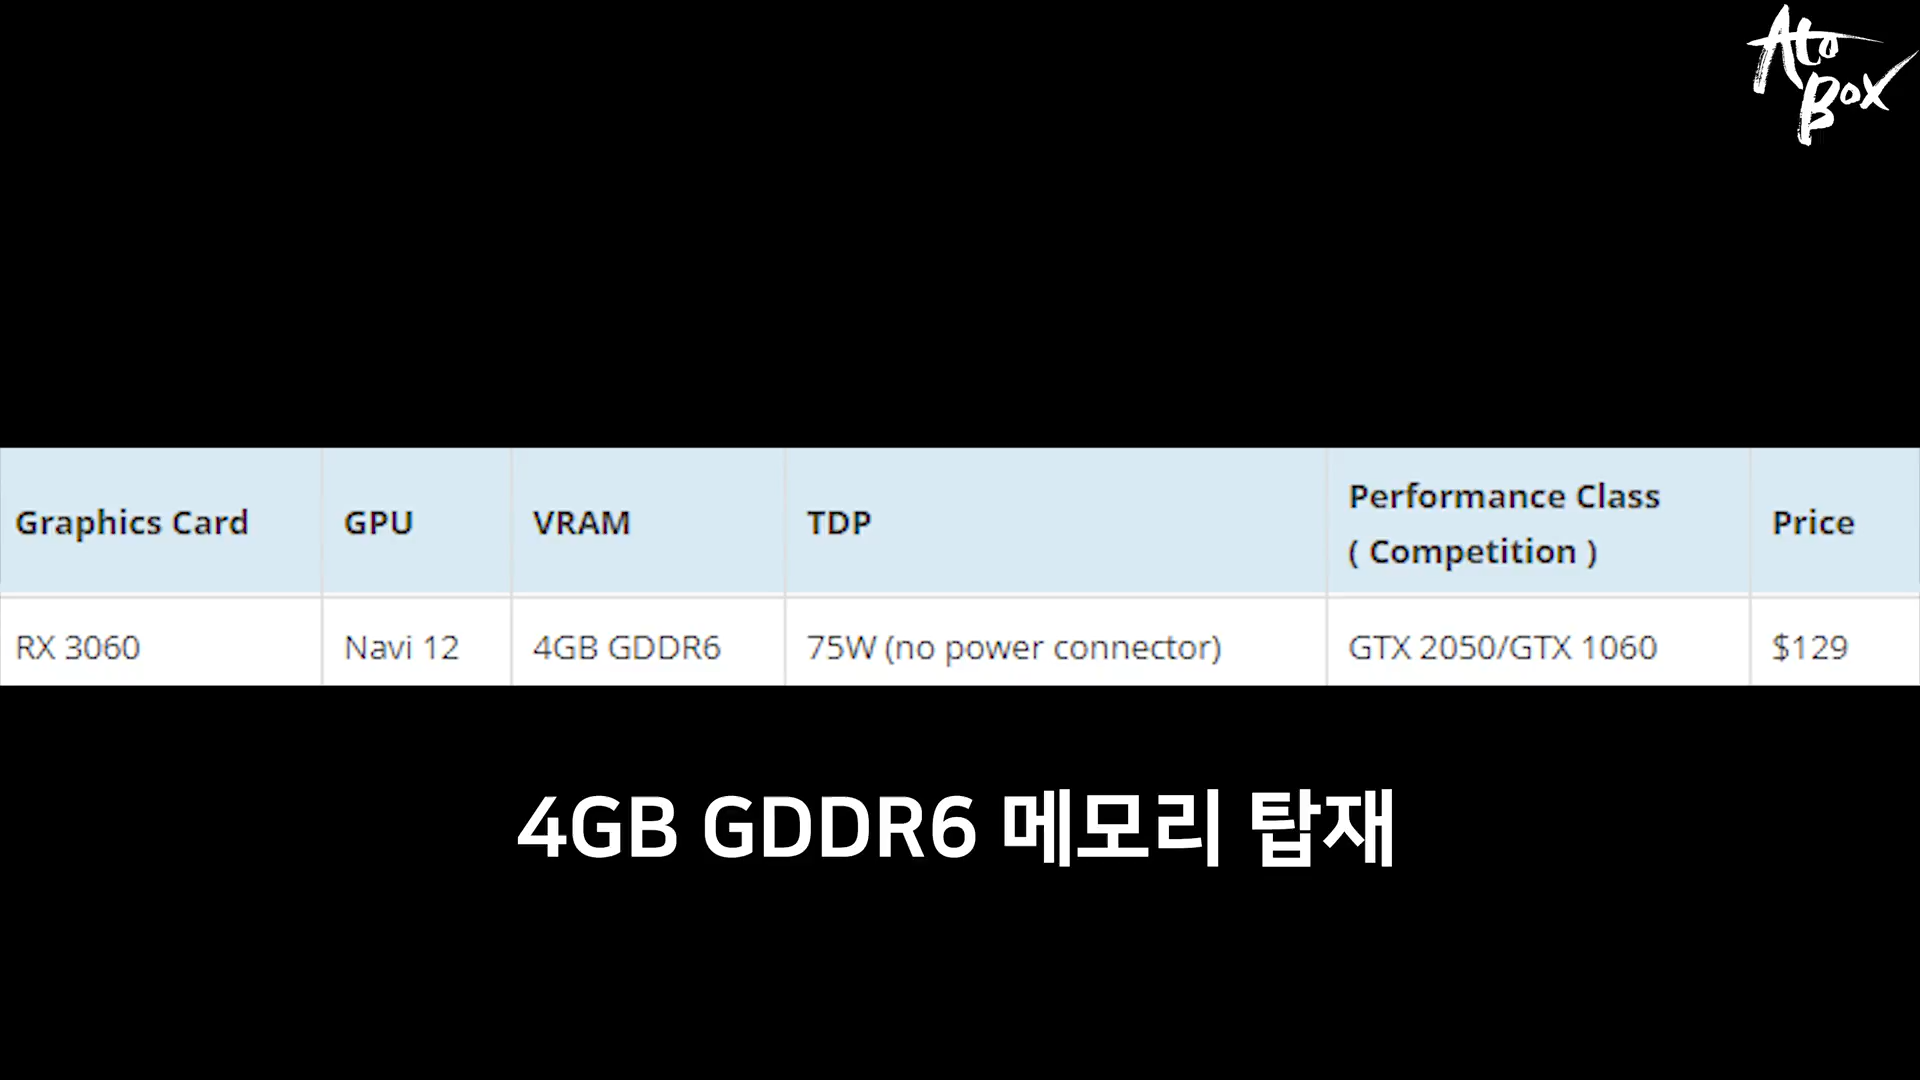 Ato
Box
Graphics Card GPU VRAM TDP Performance Class ( Competition ) Price
RX 3060 Navi 12 4GB GDDR6 75W (no power connector) GTX 2050/GTX 1060 $129
4GB GDDR6 메모리 탑재